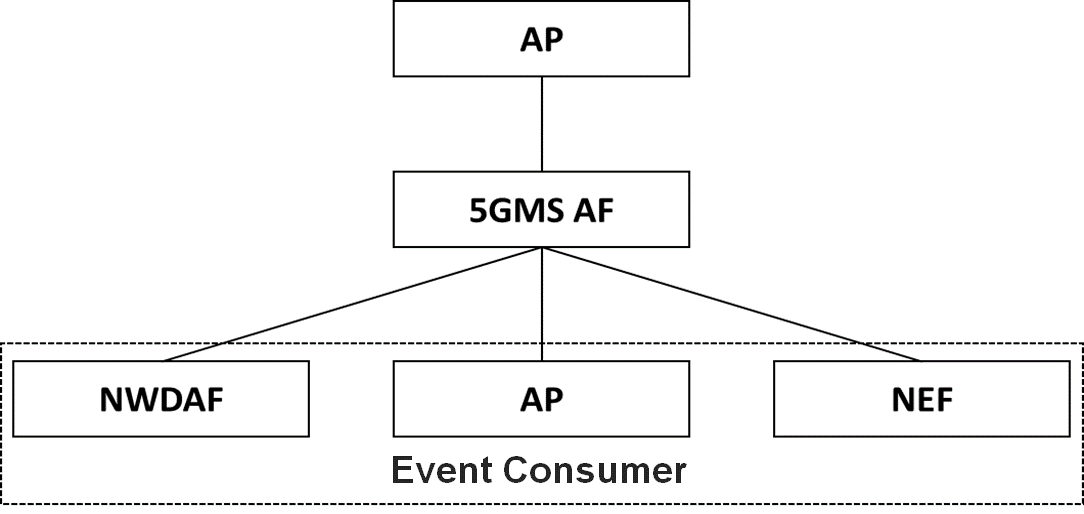 AP
5GMS AF
NWDAF
AP
NEF
Event Consumer